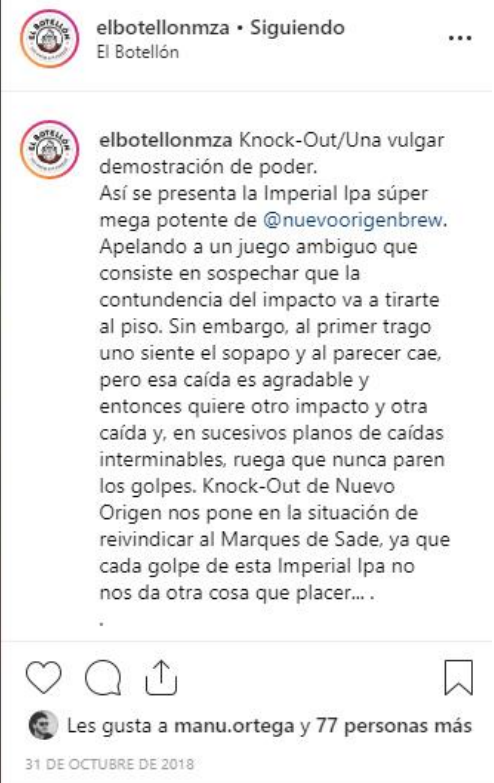 elbotellonmza • Siguiendo
El Botellón
elbotellonmza Knock-Out/Una vulgar
demostración de poder.
Así se presenta la Imperial Ipa súper
mega potente de @nuevoorigenbrew.
Apelando a un juego ambiguo que
consiste en sospechar que la
contundencia del impacto va a tirarte
al piso. Sin embargo, al primer trago
uno siente el sopapo y al parecer cae,
pero esa caída es agradable y
entonces quiere otro impacto y otra
caída y, en sucesivos planos de caídas
interminables, ruega que nunca paren
los golpes. Knock-Out de Nuevo
Origen nos pone en la situación de
reivindicar al Marques de Sade, ya que
cada golpe de esta Imperial Ipa no
nos da otra cosa que placer... .
.
Les gusta a manu.ortega y 77 personas más
31 DE OCTUBRE DE 2018